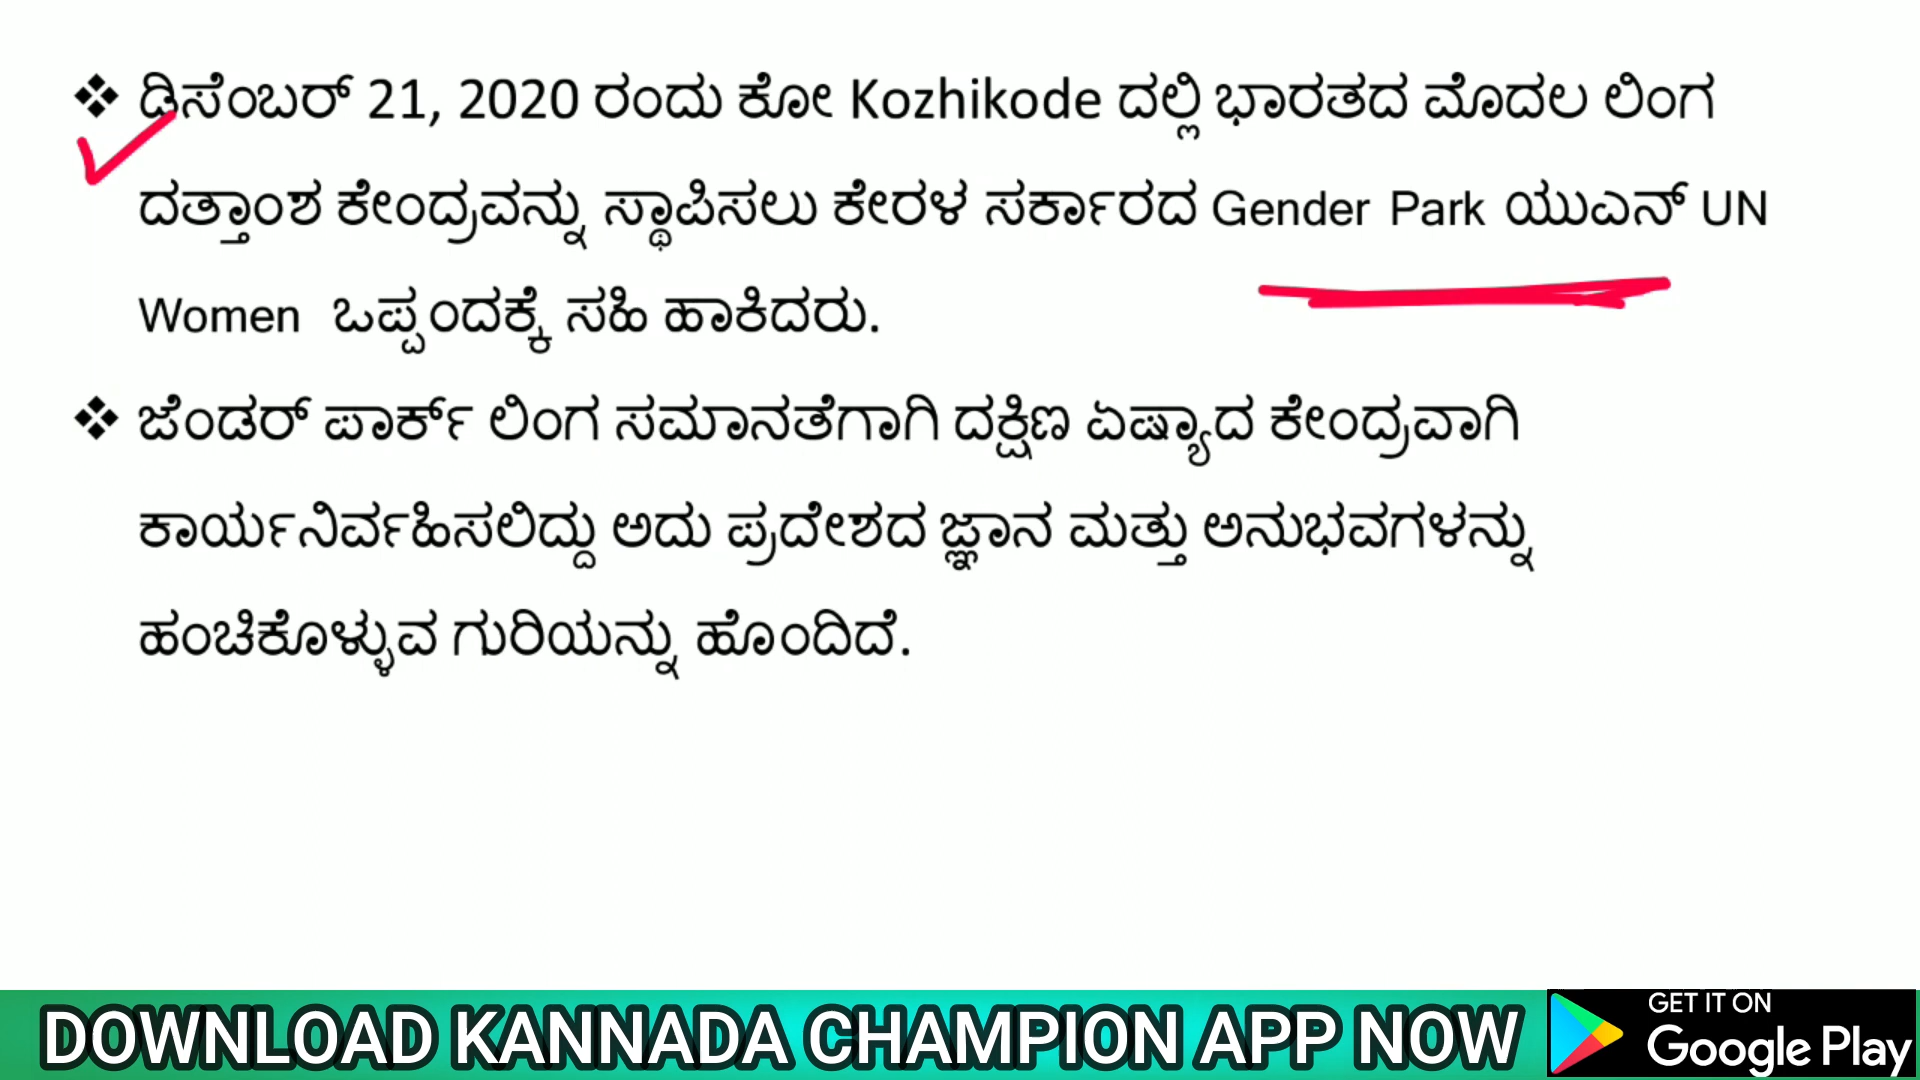 ❖ ಡಿಸೆಂಬರ್ 21, 2020 ರಂದು ಕೋ Kozhikode ದಲ್ಲಿ ಭಾರತದ ಮೊದಲ ಲಿಂಗ
ದತ್ತಾಂಶ ಕೇಂದ್ರವನ್ನು ಸ್ಥಾಪಿಸಲು ಕೇರಳ ಸರ್ಕಾರದ Gender Park ಯುಎನ್ UN
Women ಒಪ್ಪಂದಕ್ಕೆ ಸಹಿ ಹಾಕಿದರು.
❖ ಜೆಂಡರ್ ಪಾರ್ಕ್ ಲಿಂಗ ಸಮಾನತೆಗಾಗಿ ದಕ್ಷಿಣ ಏಷ್ಯಾದ ಕೇಂದ್ರವಾಗಿ
ಕಾರ್ಯನಿರ್ವಹಿಸಲಿದ್ದು ಅದು ಪ್ರದೇಶದ ಜ್ಞಾನ ಮತ್ತು ಅನುಭವಗಳನ್ನು
ಹಂಚಿಕೊಳ್ಳುವ ಗುರಿಯನ್ನು ಹೊಂದಿದೆ.
DOWNLOAD KANNADA CHAMPION APP NOW
GET IT ON
Google Play